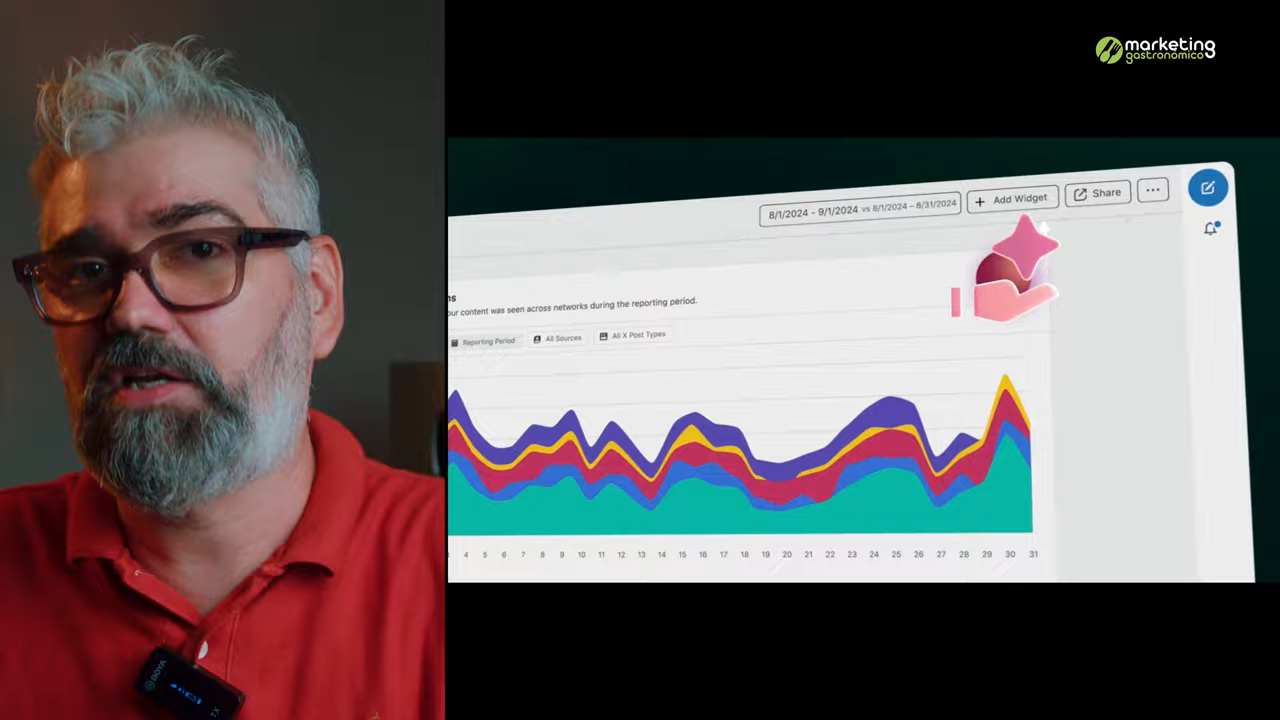 marketing
gastronomico
8/1/2024 - 9/1/2024 vs 8/1/2024 – 8/31/2024
Add Widget
Share
ns
our content was seen across networks during the reporting period.
Reporting Period
All Sources
All X Post Types
4 5 6 7 8 9 10 11 12 13 14 15 16 17 18 19 20 21 22 23 24 25 26 27 28 29 30 31
BOYA
TX